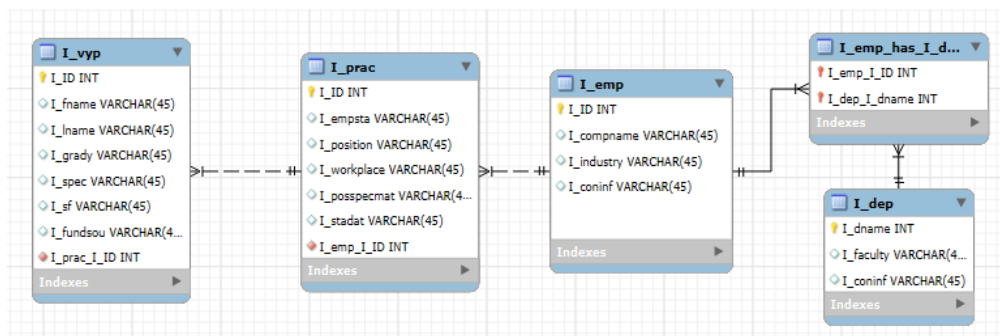 I_vyp
I_ID INT
I_fname VARCHAR(45)
I_lname VARCHAR(45)
I_grady VARCHAR(45)
I_spec VARCHAR(45)
I_sf VARCHAR(45)
I_fundsou VARCHAR(4...
I_prac_I_ID INT
Indexes
I_prac
I_ID INT
I_empsta VARCHAR(45)
I_position VARCHAR(45)
I_workplace VARCHAR(45)
I_posspecmat VARCHAR(4...
I_stadat VARCHAR(45)
I_emp_I_ID INT
Indexes
I_emp
I_ID INT
I_compname VARCHAR(45)
I_industry VARCHAR(45)
I_coninf VARCHAR(45)
Indexes
I_emp_has_I_d...
I_emp_I_ID INT
I_dep_I_dname INT
Indexes
I_dep
I_dname INT
I_faculty VARCHAR(4...
I_coninf VARCHAR(45)
Indexes